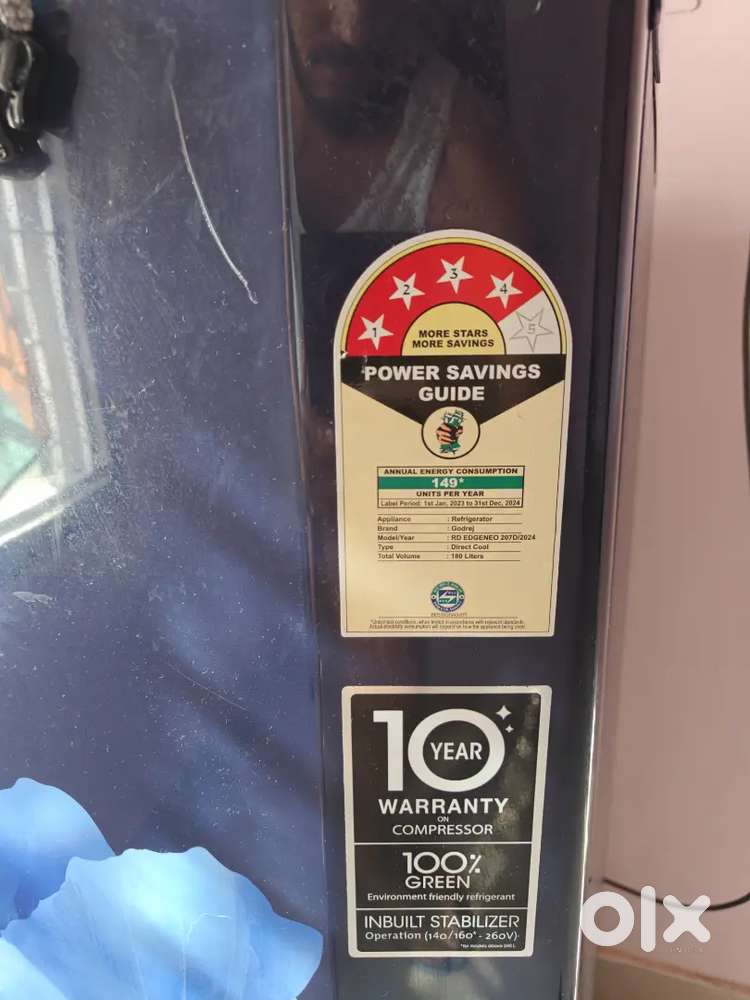 1 2 3 4 5
MORE STARS
MORE SAVINGS
POWER SAVINGS
GUIDE
ANNUAL ENERGY CONSUMPTION
149*
UNITS PER YEAR
Label Period: 1st Jan, 2023 to 31st Dec, 2024
Appliance : Refrigerator
Brand : Godrej
Model/Year : RD EDGENEO 207D/2024
Type : Direct Cool
Total Volume : 180 Liters
10
YEAR
WARRANTY
ON
COMPRESSOR
100%
GREEN
Environment friendly refrigerant
INBUILT STABILIZER
Operation (140/160* - 260V)
olx